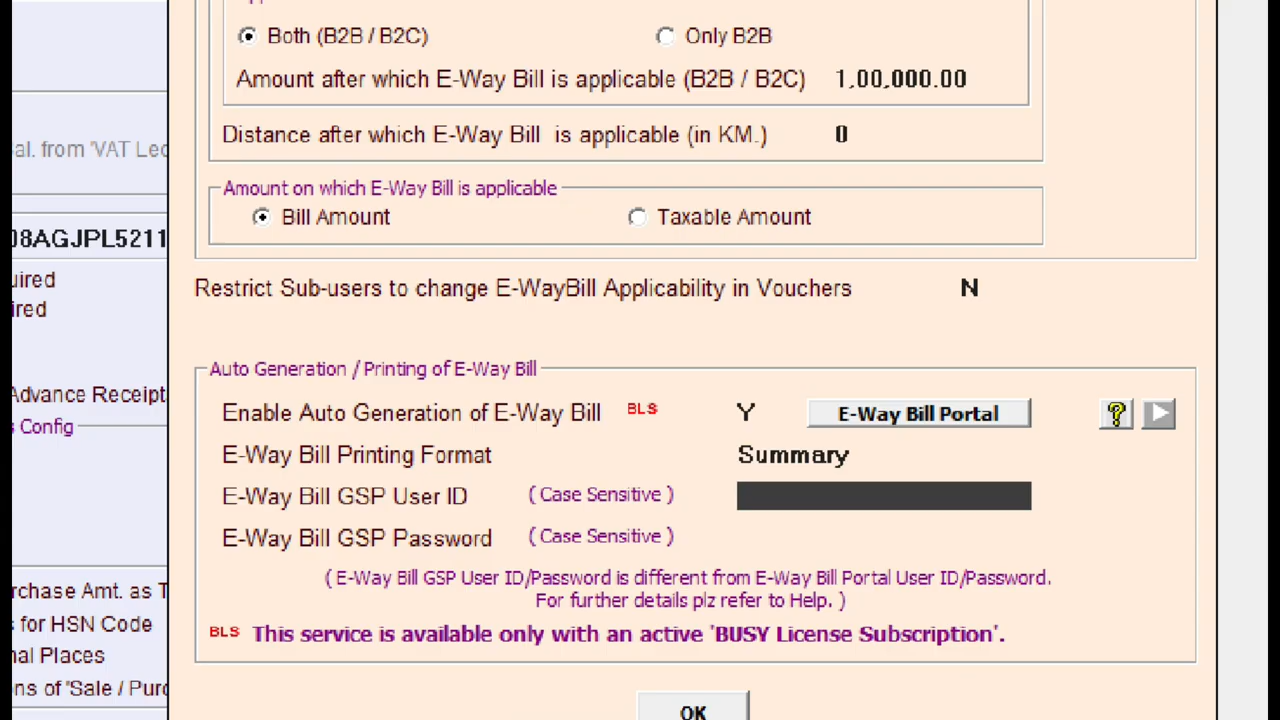 Both (B2B / B2C) Only B2B
Amount after which E-Way Bill is applicable (B2B / B2C) 1,00,000.00
al. from 'VAT Led
Distance after which E-Way Bill is applicable (in KM.) 0
Amount on which E-Way Bill is applicable
Bill Amount Taxable Amount
08AGJPL5211
uired
ired
Restrict Sub-users to change E-WayBill Applicability in Vouchers N
Advance Receipt
s Config
Auto Generation / Printing of E-Way Bill
Enable Auto Generation of E-Way Bill BLS Y E-Way Bill Portal ?
E-Way Bill Printing Format Summary
E-Way Bill GSP User ID ( Case Sensitive )
E-Way Bill GSP Password ( Case Sensitive )
( E-Way Bill GSP User ID/Password is different from E-Way Bill Portal User ID/Password.
For further details plz refer to Help. )
BLS This service is available only with an active 'BUSY License Subscription'.
rchase Amt. as T
s for HSN Code
nal Places
ons of 'Sale / Purc
OK